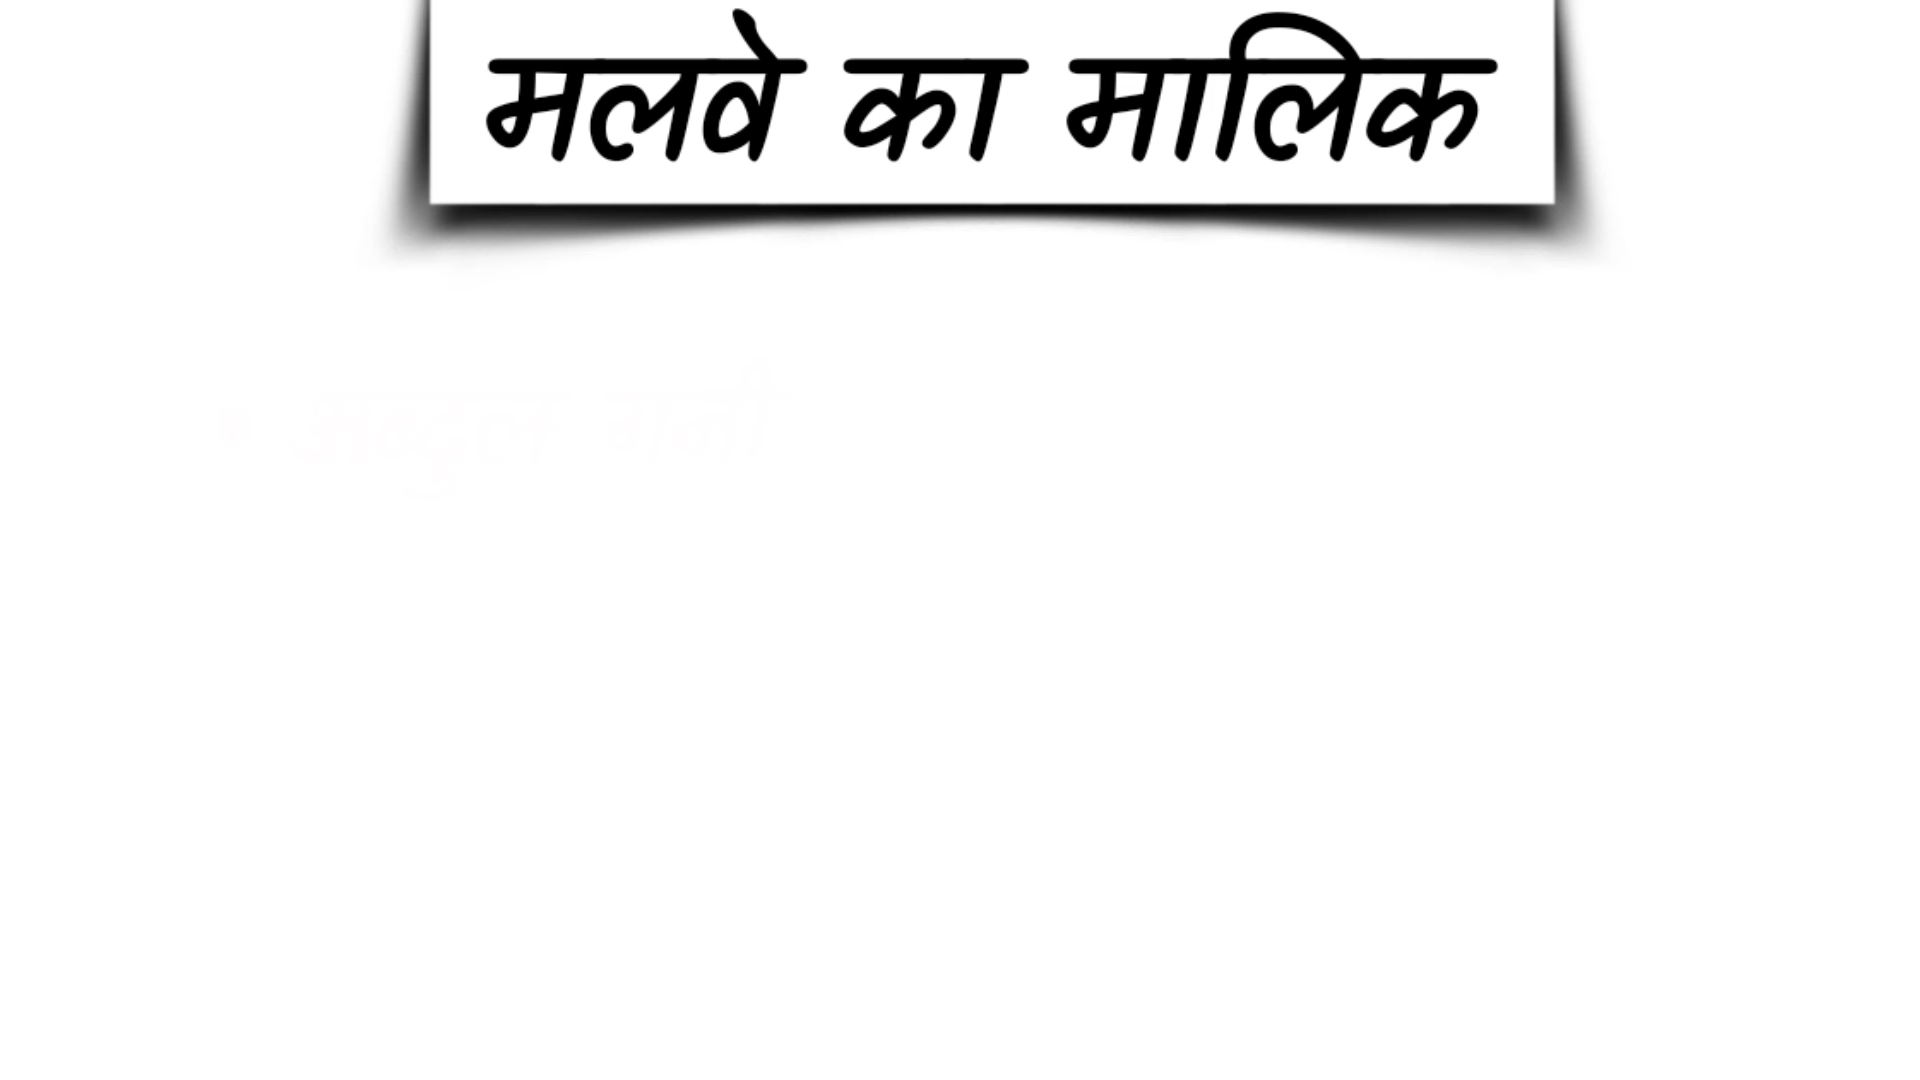 मलवे का मालिक